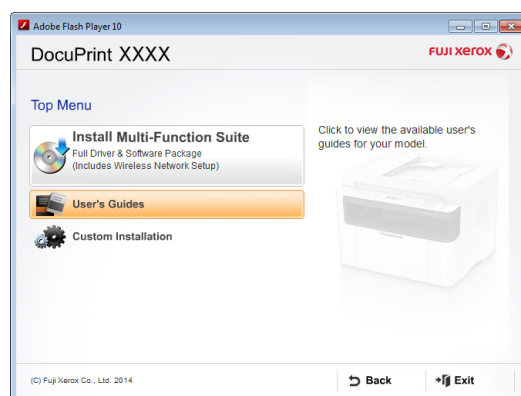 Adobe Flash Player 10
DocuPrint XXXX
FUJI xerox
Top Menu
Install Multi-Function Suite
Full Driver & Software Package
(Includes Wireless Network Setup)
User's Guides
Custom Installation
Click to view the available user's
guides for your model.
(C) Fuji Xerox Co., Ltd. 2014
Back
Exit